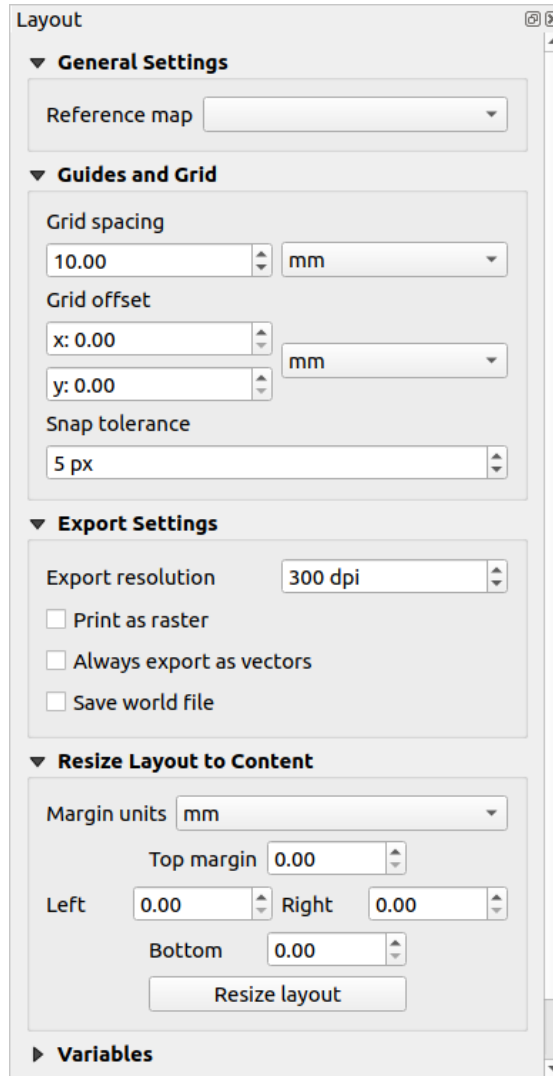 Layout
General Settings
Reference map
Guides and Grid
Grid spacing
10.00 mm
Grid offset
x: 0.00
mm
y: 0.00
Snap tolerance
5 px
Export Settings
Export resolution 300 dpi
Print as raster
Always export as vectors
Save world file
Resize Layout to Content
Margin units mm
Top margin 0.00
Left 0.00 Right 0.00
Bottom 0.00
Resize layout
Variables